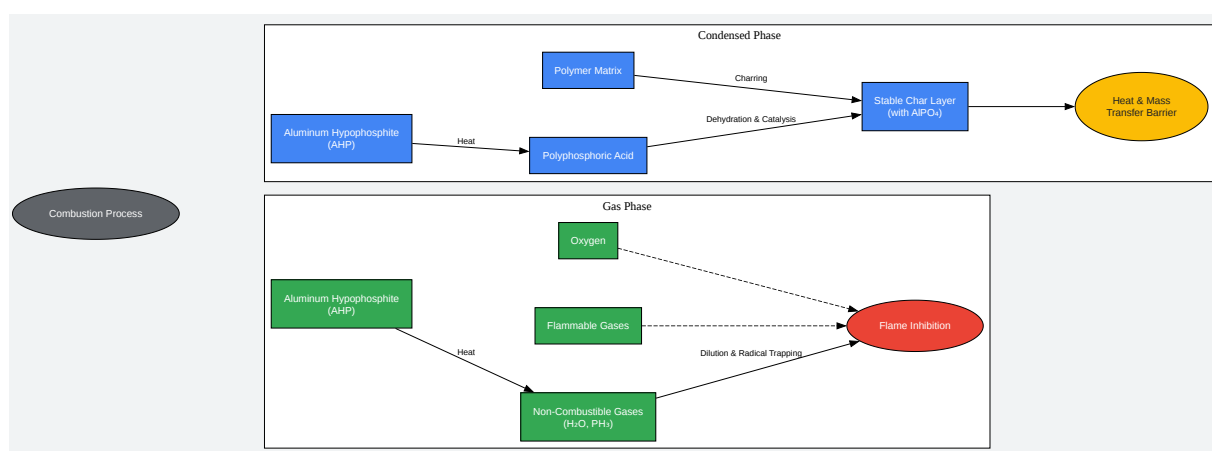 Condensed Phase
Polymer Matrix
Charring
Stable Char Layer
(with AlPO₄)
Heat & Mass
Transfer Barrier
Aluminum Hypophosphite
(AHP)
Heat
Dehydration & Catalysis
Polyphosphoric Acid
Combustion Process
Gas Phase
Oxygen
Aluminum Hypophosphite
(AHP)
Flammable Gases
Flame Inhibition
Heat
Dilution & Radical Trapping
Non-Combustible Gases
(H₂O, PH₃)